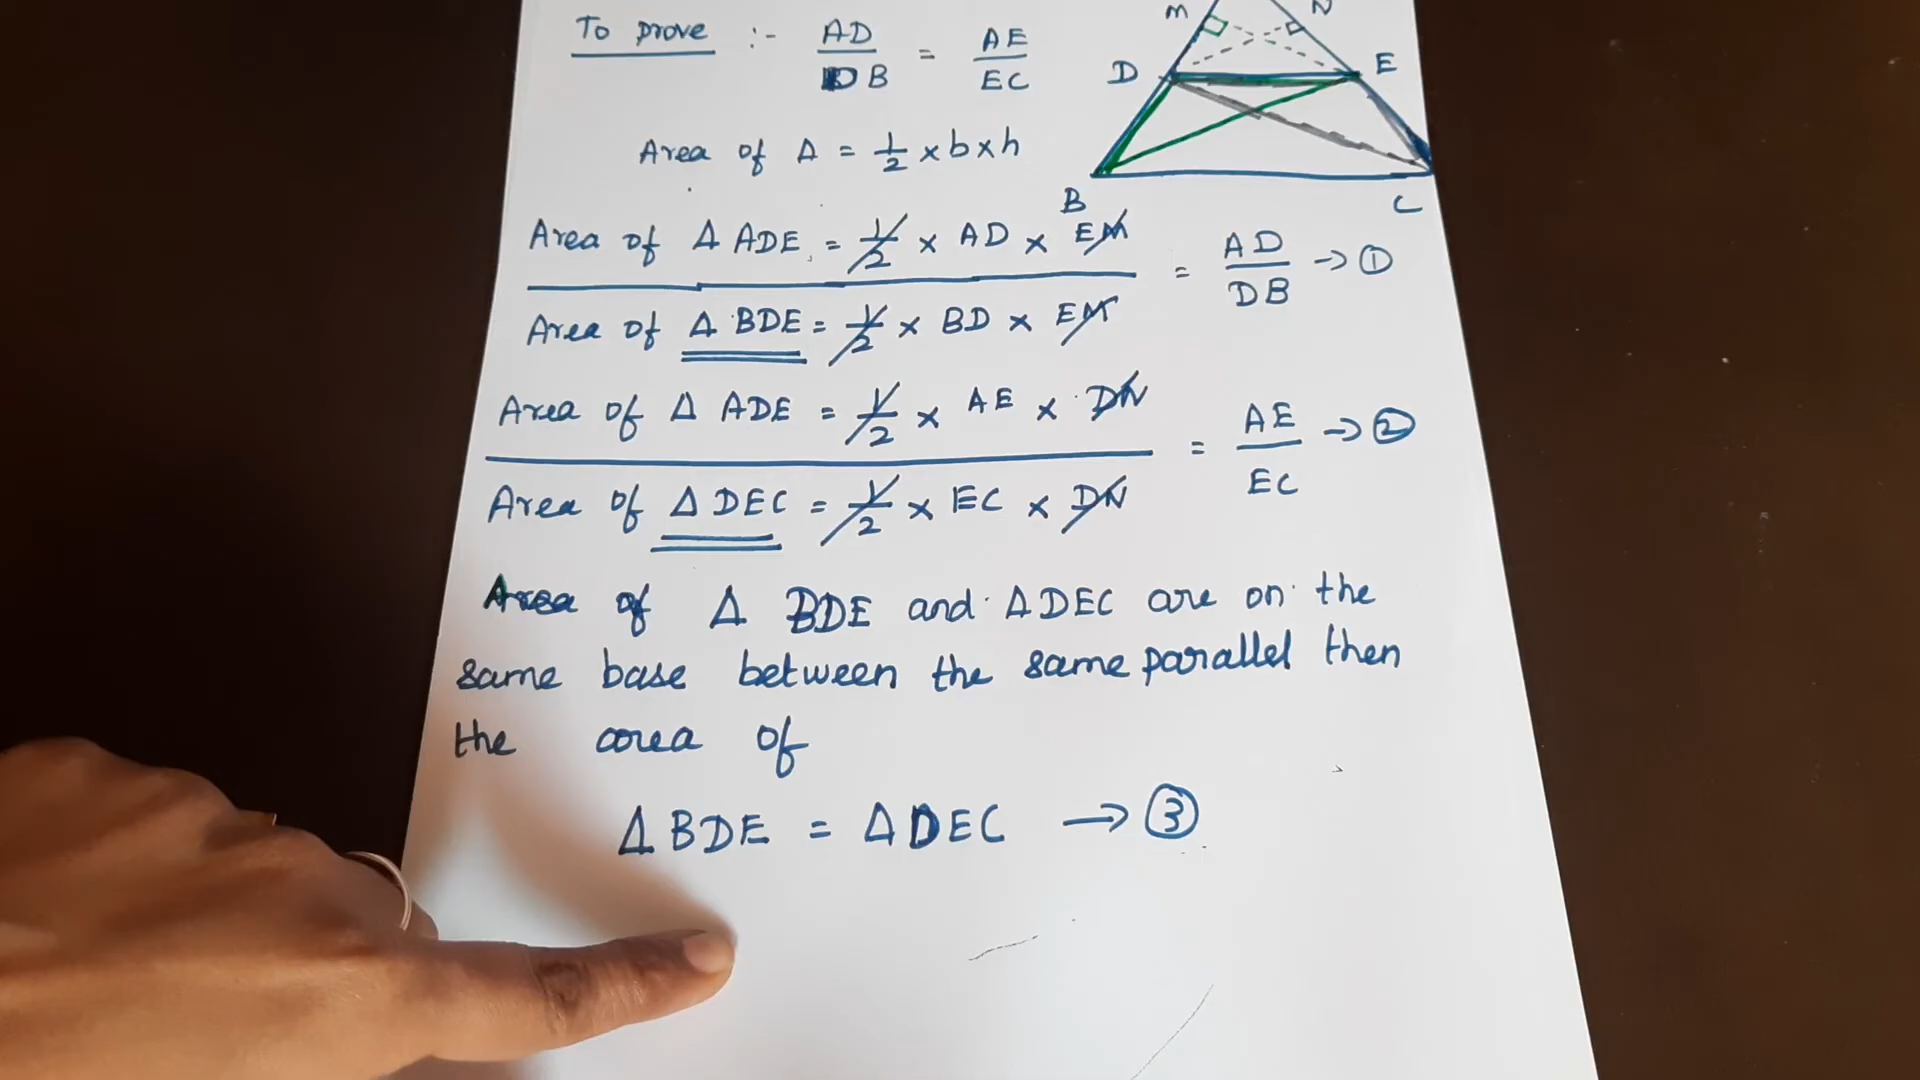 To prove :- AD/DB = AE/EC
M N
D E
Area of Δ = 1/2 × b × h
B C
Area of Δ ADE = 1/2 × AD × EM
= AD/DB → ①
Area of Δ BDE = 1/2 × BD × EM
Area of Δ ADE = 1/2 × AE × DN
= AE/EC → ②
Area of Δ DEC = 1/2 × EC × DN
Area of Δ BDE and Δ DEC are on the
same base between the same parallel then
the area of
Δ BDE = Δ DEC → ③